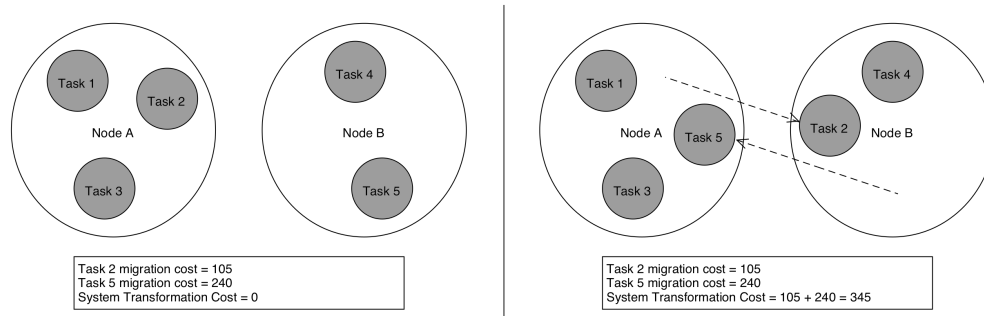 Task 1
Task 2
Node A
Task 3
Task 4
Node B
Task 5
Task 2 migration cost = 105
Task 5 migration cost = 240
System Transformation Cost = 0
Task 1
Node A
Task 5
Task 3
Task 4
Task 2
Node B
Task 2 migration cost = 105
Task 5 migration cost = 240
System Transformation Cost = 105 + 240 = 345